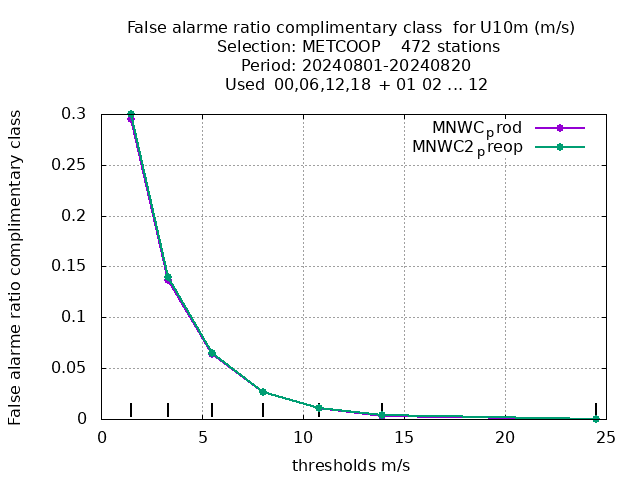 False alarme ratio complimentary class  for U10m (m/s)
Selection: METCOOP    472 stations
Period: 20240801-20240820
Used  00,06,12,18 + 01 02 ... 12
False alarme ratio complimentary class
0.3
0.25
0.2
0.15
0.1
0.05
0
MNWCprod
MNWC2preop
0 5 10 15 20 25
thresholds m/s